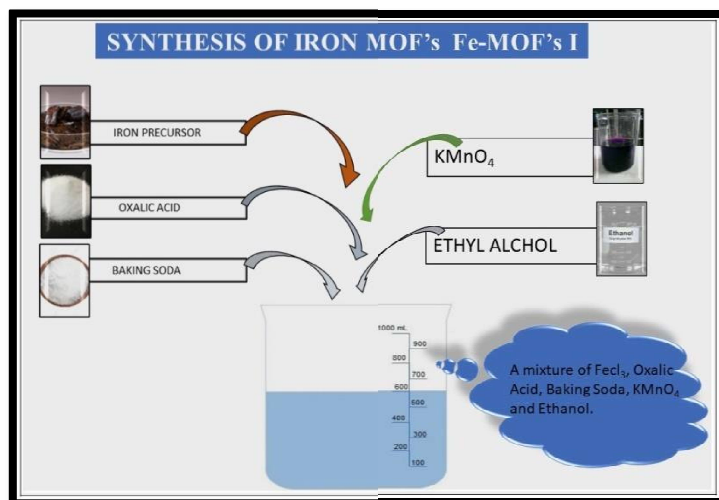 SYNTHESIS OF IRON MOF's Fe-MOF's I
IRON PRECURSOR
OXALIC ACID
BAKING SODA
KMnO₄
Ethanol
ETHYL ALCHOL
1000 ml.
900
800
700
600
500
400
300
200
100
A mixture of Fecl₃, Oxalic
Acid, Baking Soda, KMnO₄
and Ethanol.